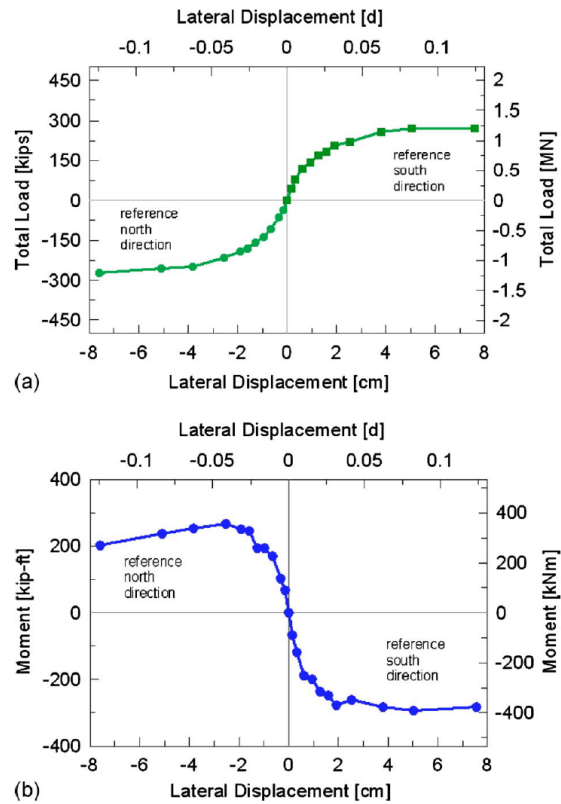 Lateral Displacement [d]
-0.1 -0.05 0 0.05 0.1
Total Load [kips]
450
300
150
0
-150
-300
-450
reference
north
direction
reference
south
direction
2
1.5
1
0.5
0
-0.5
-1
-1.5
-2
Total Load [MN]
-8 -6 -4 -2 0 2 4 6 8
(a)
Lateral Displacement [cm]
Lateral Displacement [d]
-0.1 -0.05 0 0.05 0.1
Moment [kip-ft]
400
200
0
-200
-400
reference
north
direction
reference
south
direction
400
200
0
-200
-400
Moment [kNm]
-8 -6 -4 -2 0 2 4 6 8
(b)
Lateral Displacement [cm]